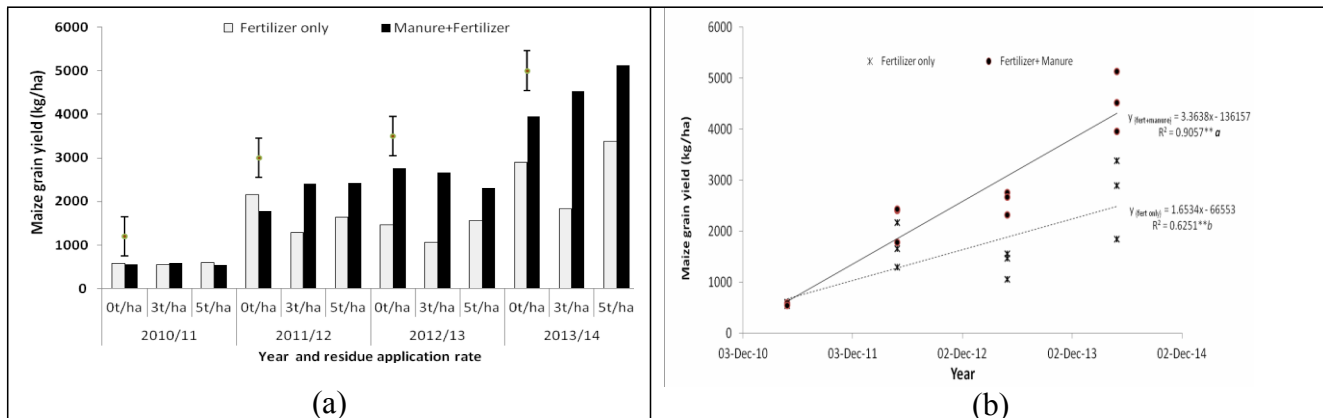 6000
5000
4000
3000
2000
1000
0
Maize grain yield (kg/ha)
Fertilizer only
Manure+Fertilizer
0t/ha 3t/ha 5t/ha 0t/ha 3t/ha 5t/ha 0t/ha 3t/ha 5t/ha 0t/ha 3t/ha 5t/ha
2010/11 2011/12 2012/13 2013/14
Year and residue application rate
(a)
6000
5000
4000
3000
2000
1000
0
Maize grain yield (kg/ha)
Fertilizer only
Fertilizer+ Manure
y (fert+manure) = 3.3638x - 136157
R² = 0.9057** a
y (fert only) = 1.6534x - 66553
R² = 0.6251**b
03-Dec-10 03-Dec-11 02-Dec-12 02-Dec-13 02-Dec-14
Year
(b)